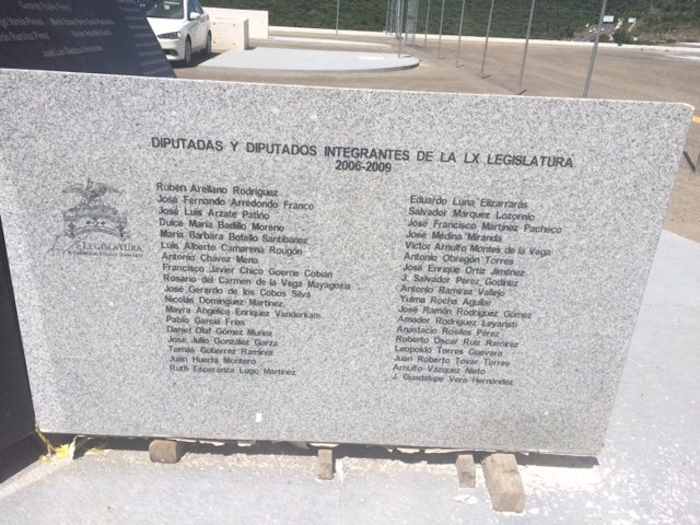 DIPUTADAS Y DIPUTADOS INTEGRANTES DE LA LX LEGISLATURA
2006-2009
LEGISLATURA
Rubén Arellano Rodríguez
José Fernando Arredondo Franco
José Luis Arzate Patiño
Dulce María Badillo Moreno
María Bárbara Botello Santibáñez
Luis Alberto Camarena Rougón
Antonio Chávez Mena
Francisco Javier Chico Goerne Cobián
Rosario del Carmen de la Vega Mayagoitia
José Gerardo de los Cobos Silva
Nicolás Domínguez Martínez
Mayra Angélica Enríquez Vanderkam
Pablo García Frías
Daniel Olaf Gómez Muñoz
José Julio González Garza
Tomás Gutiérrez Ramírez
Juan Huerta Montero
Ruth Esperanza Lugo Martínez
Eduardo Luna Elizarrarás
Salvador Márquez Lozornio
José Francisco Martínez Pacheco
José Medina Miranda
Víctor Arnulfo Montes de la Vega
Antonio Obregón Torres
José Enrique Ortiz Jiménez
J. Salvador Pérez Godínez
Antonio Ramírez Vallejo
Yulma Rocha Aguilar
José Ramón Rodríguez Gómez
Amador Rodríguez Leyaristi
Anastacio Rosiles Pérez
Roberto Oscar Ruiz Ramírez
Leopoldo Torres Guevara
Juan Roberto Tovar Torres
Arnulfo Vázquez Nieto
J. Guadalupe Vera Hernández